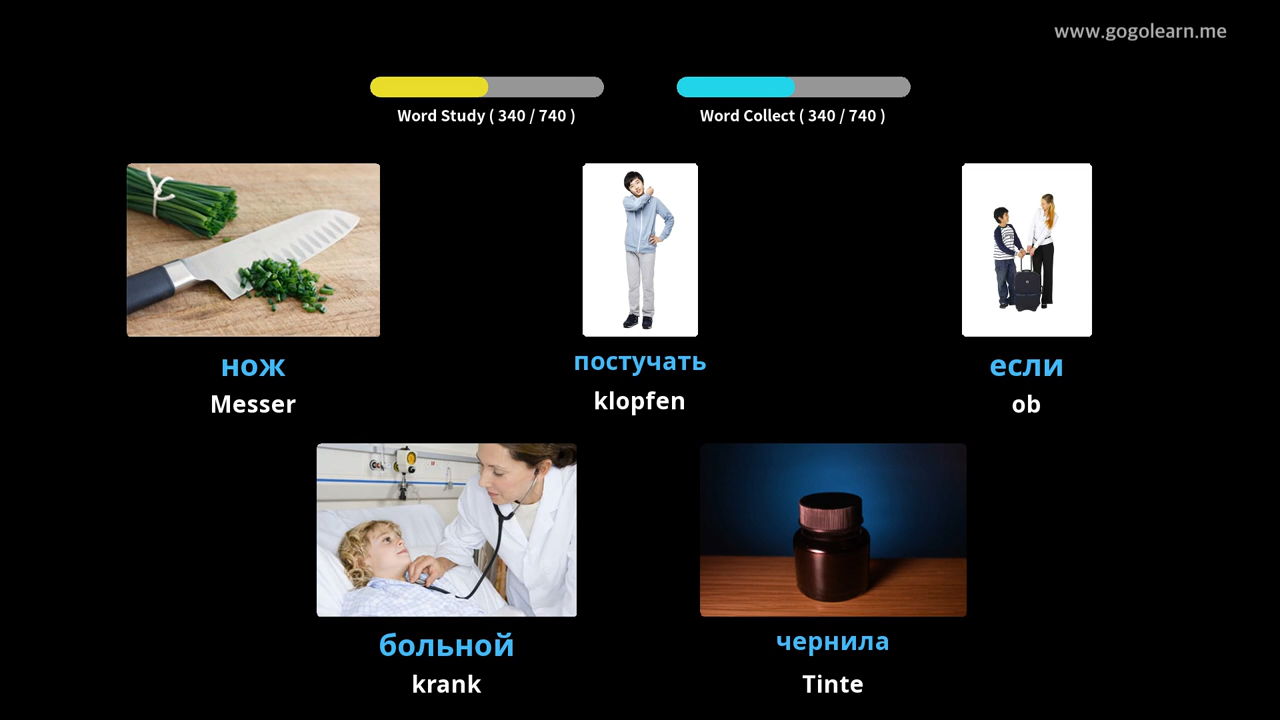 www.gogolearn.me
Word Study ( 340 / 740 )
Word Collect ( 340 / 740 )
нож
Messer
постучать
klopfen
если
ob
больной
krank
чернила
Tinte